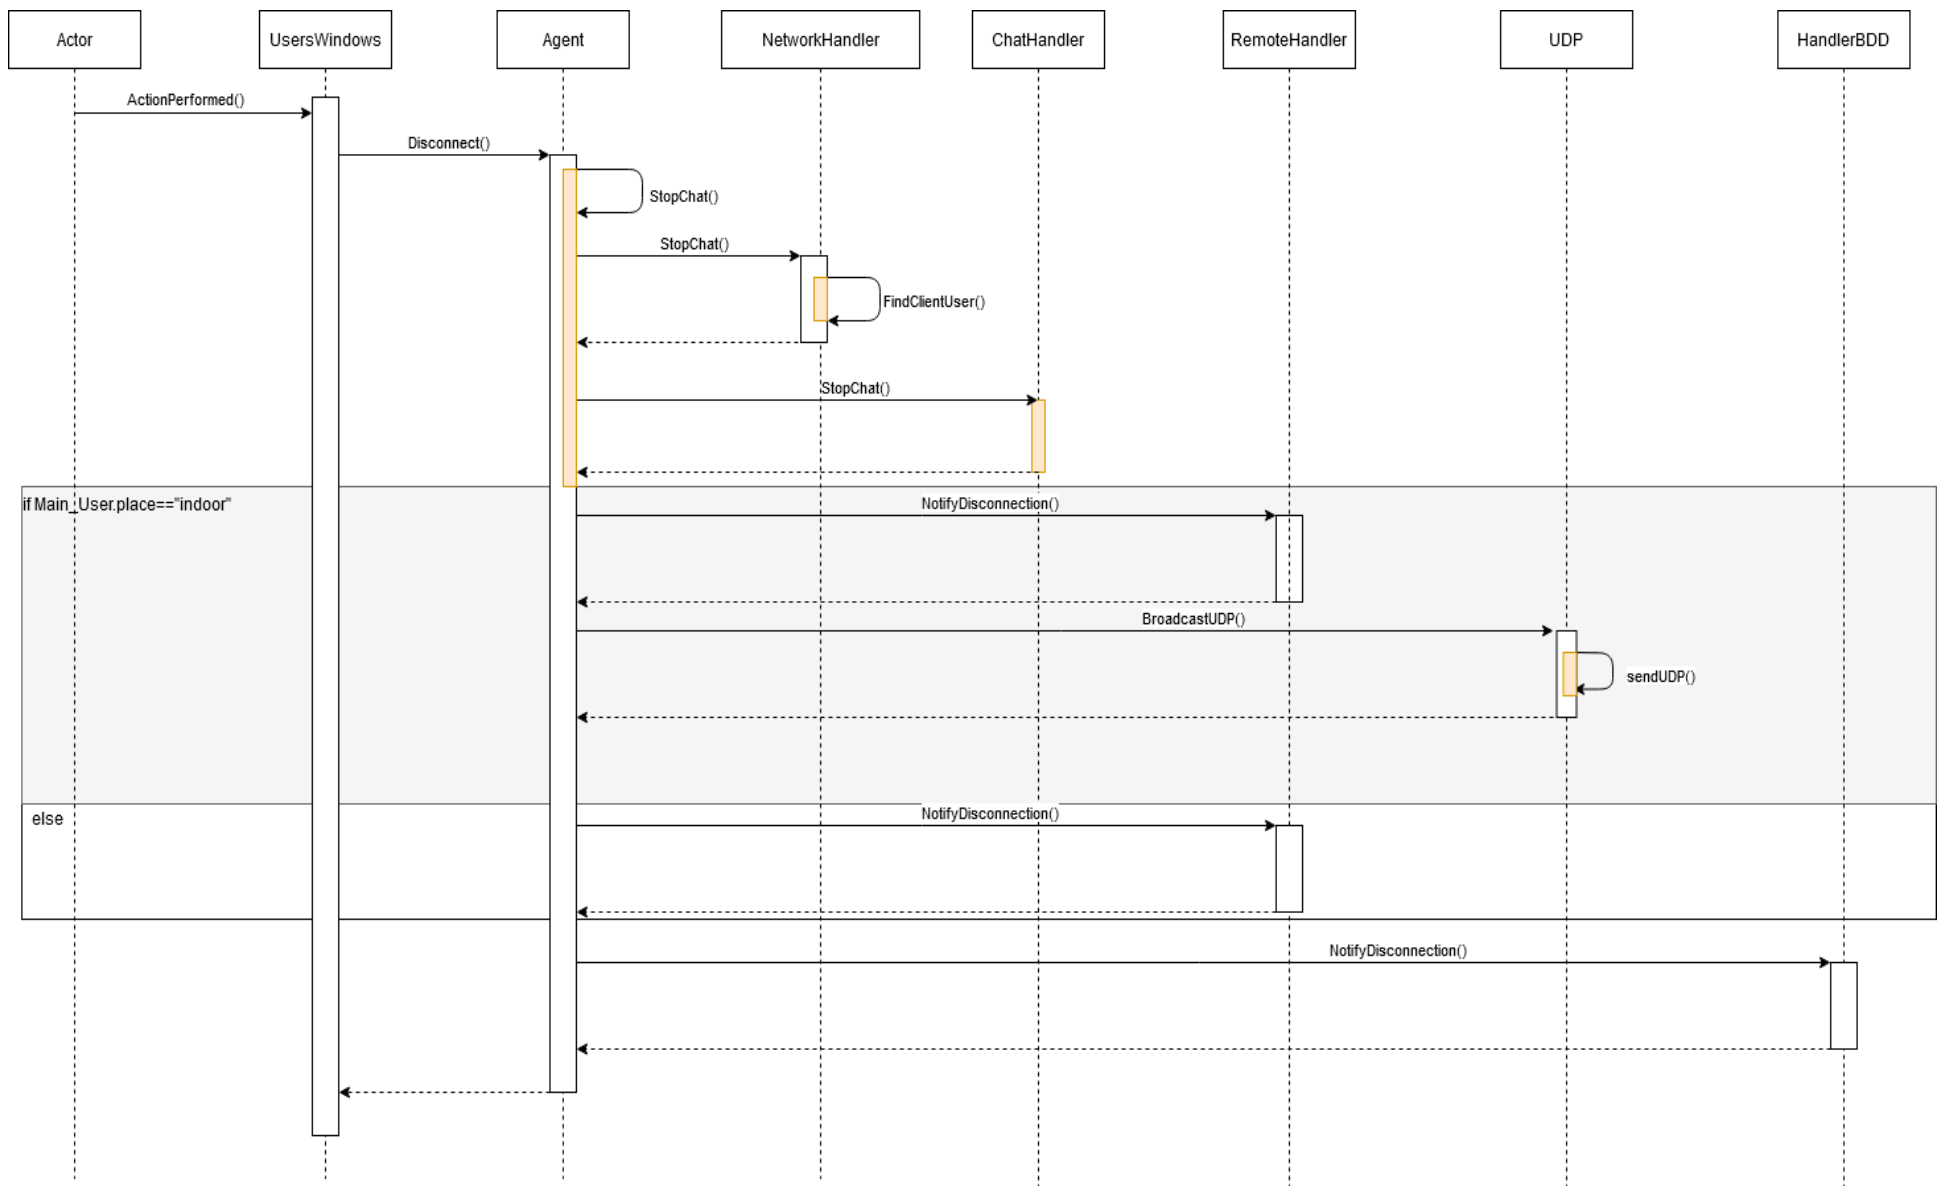 Actor
UsersWindows
Agent
NetworkHandler
ChatHandler
RemoteHandler
UDP
HandlerBDD
ActionPerformed()
Disconnect()
StopChat()
StopChat()
FindClientUser()
StopChat()
if Main_User.place=="indoor"
NotifyDisconnection()
BroadcastUDP()
sendUDP()
else
NotifyDisconnection()
NotifyDisconnection()